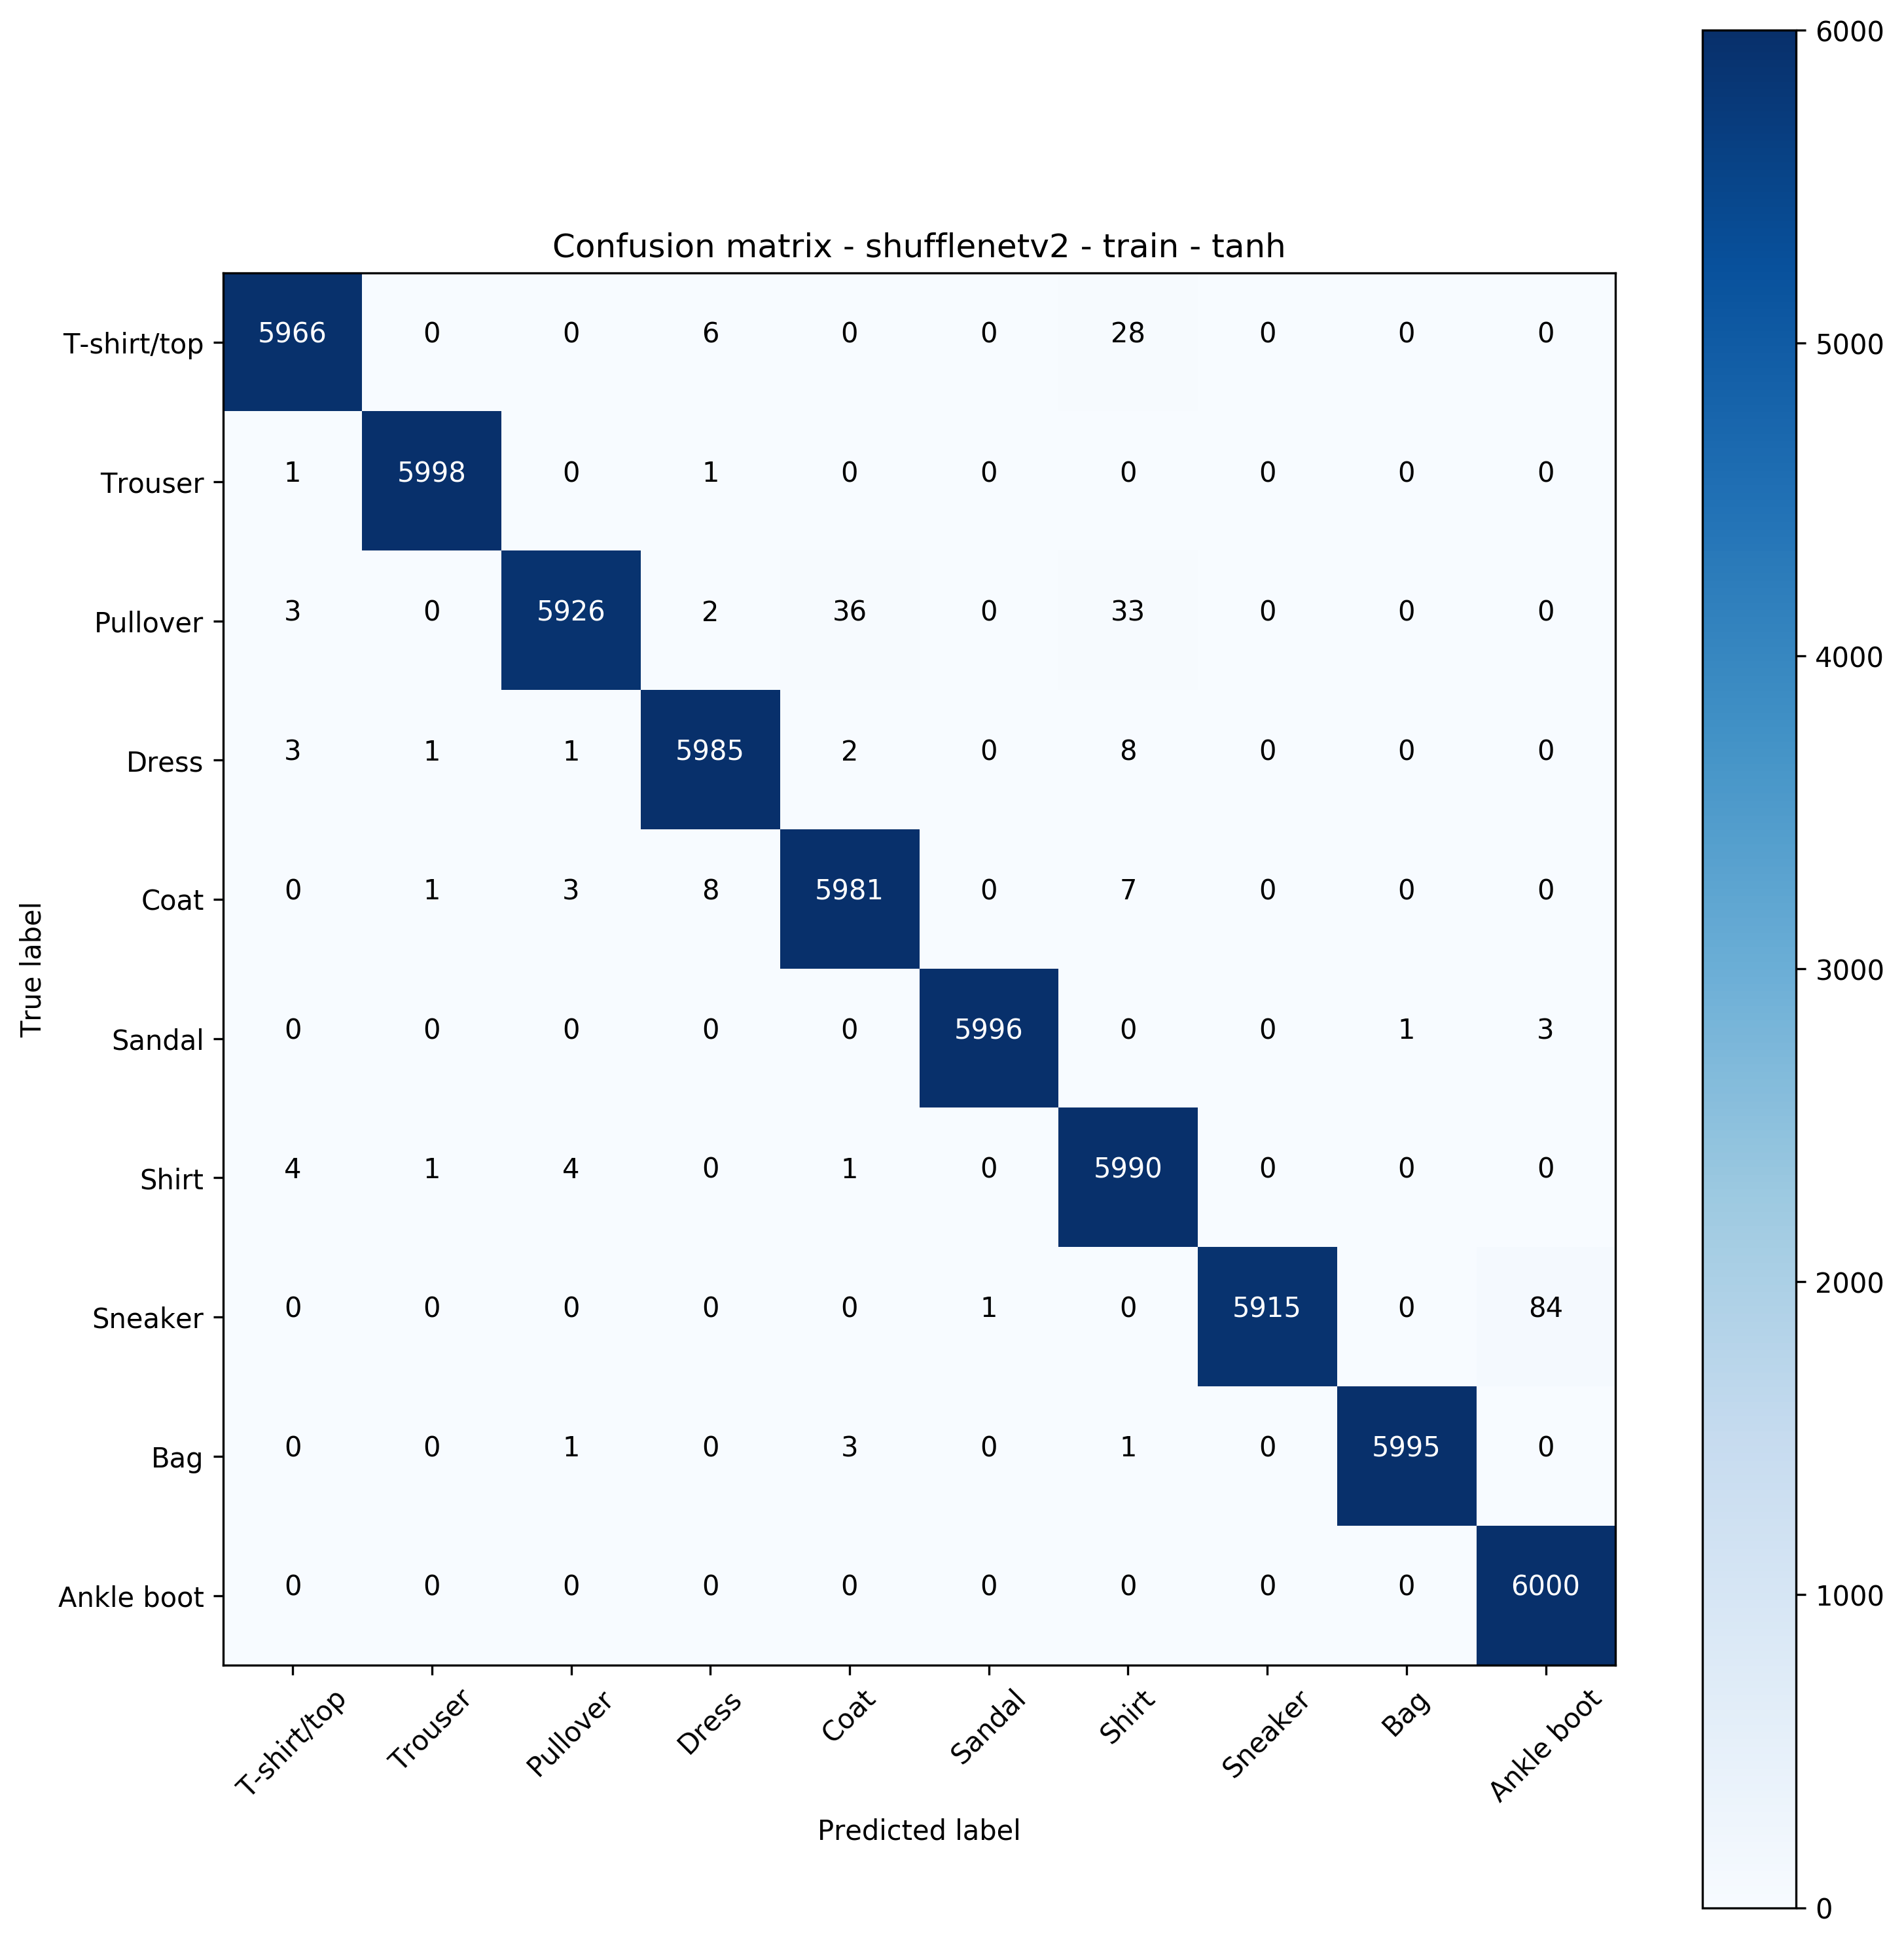 Confusion matrix - shufflenetv2 - train - tanh
T-shirt/top 5966 0 0 6 0 0 28 0 0 0
Trouser 1 5998 0 1 0 0 0 0 0 0
Pullover 3 0 5926 2 36 0 33 0 0 0
Dress 3 1 1 5985 2 0 8 0 0 0
Coat 0 1 3 8 5981 0 7 0 0 0
Sandal 0 0 0 0 0 5996 0 0 1 3
Shirt 4 1 4 0 1 0 5990 0 0 0
Sneaker 0 0 0 0 0 1 0 5915 0 84
Bag 0 0 1 0 3 0 1 0 5995 0
Ankle boot 0 0 0 0 0 0 0 0 0 6000
T-shirt/top Trouser Pullover Dress Coat Sandal Shirt Sneaker Bag Ankle boot
Predicted label
True label
6000
5000
4000
3000
2000
1000
0